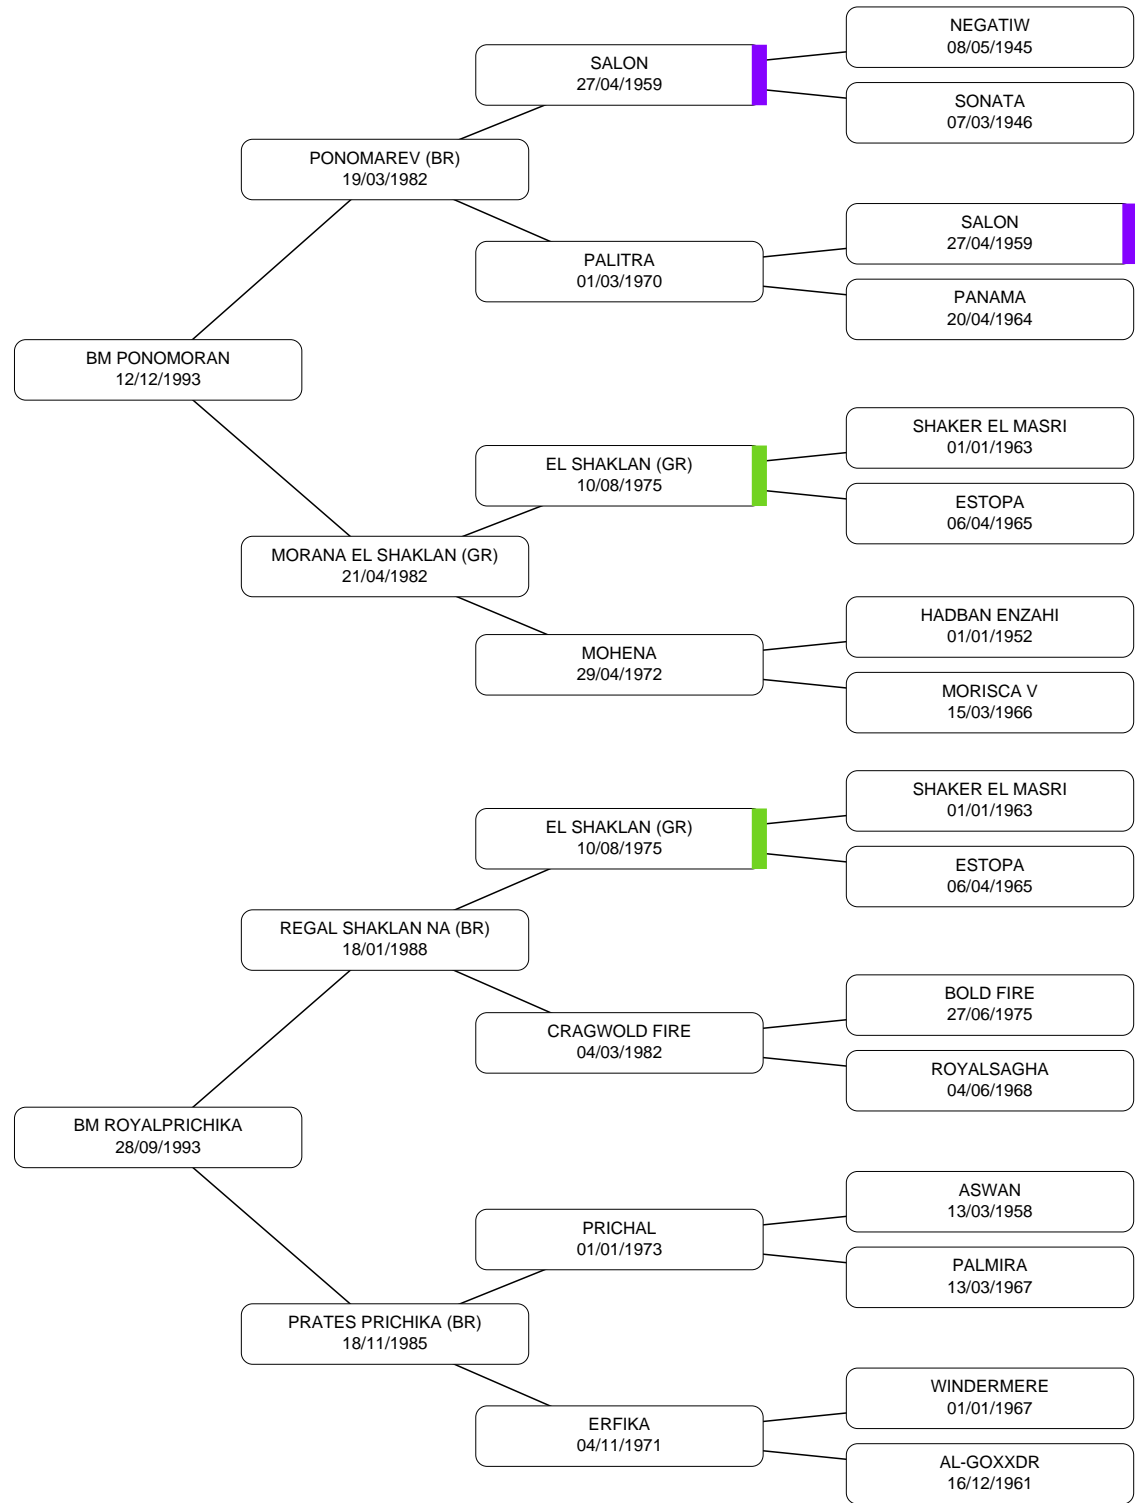 NEGATIW
08/05/1945
SALON
27/04/1959
SONATA
07/03/1946
PONOMAREV (BR)
19/03/1982
SALON
27/04/1959
PALITRA
01/03/1970
PANAMA
20/04/1964
BM PONOMORAN
12/12/1993
SHAKER EL MASRI
01/01/1963
EL SHAKLAN (GR)
10/08/1975
ESTOPA
06/04/1965
MORANA EL SHAKLAN (GR)
21/04/1982
HADBAN ENZAHI
01/01/1952
MOHENA
29/04/1972
MORISCA V
15/03/1966
SHAKER EL MASRI
01/01/1963
EL SHAKLAN (GR)
10/08/1975
ESTOPA
06/04/1965
REGAL SHAKLAN NA (BR)
18/01/1988
BOLD FIRE
27/06/1975
CRAGWOLD FIRE
04/03/1982
ROYALSAGHA
04/06/1968
BM ROYALPRICHIKA
28/09/1993
ASWAN
13/03/1958
PRICHAL
01/01/1973
PALMIRA
13/03/1967
PRATES PRICHIKA (BR)
18/11/1985
WINDERMERE
01/01/1967
ERFIKA
04/11/1971
AL-GOXXDR
16/12/1961